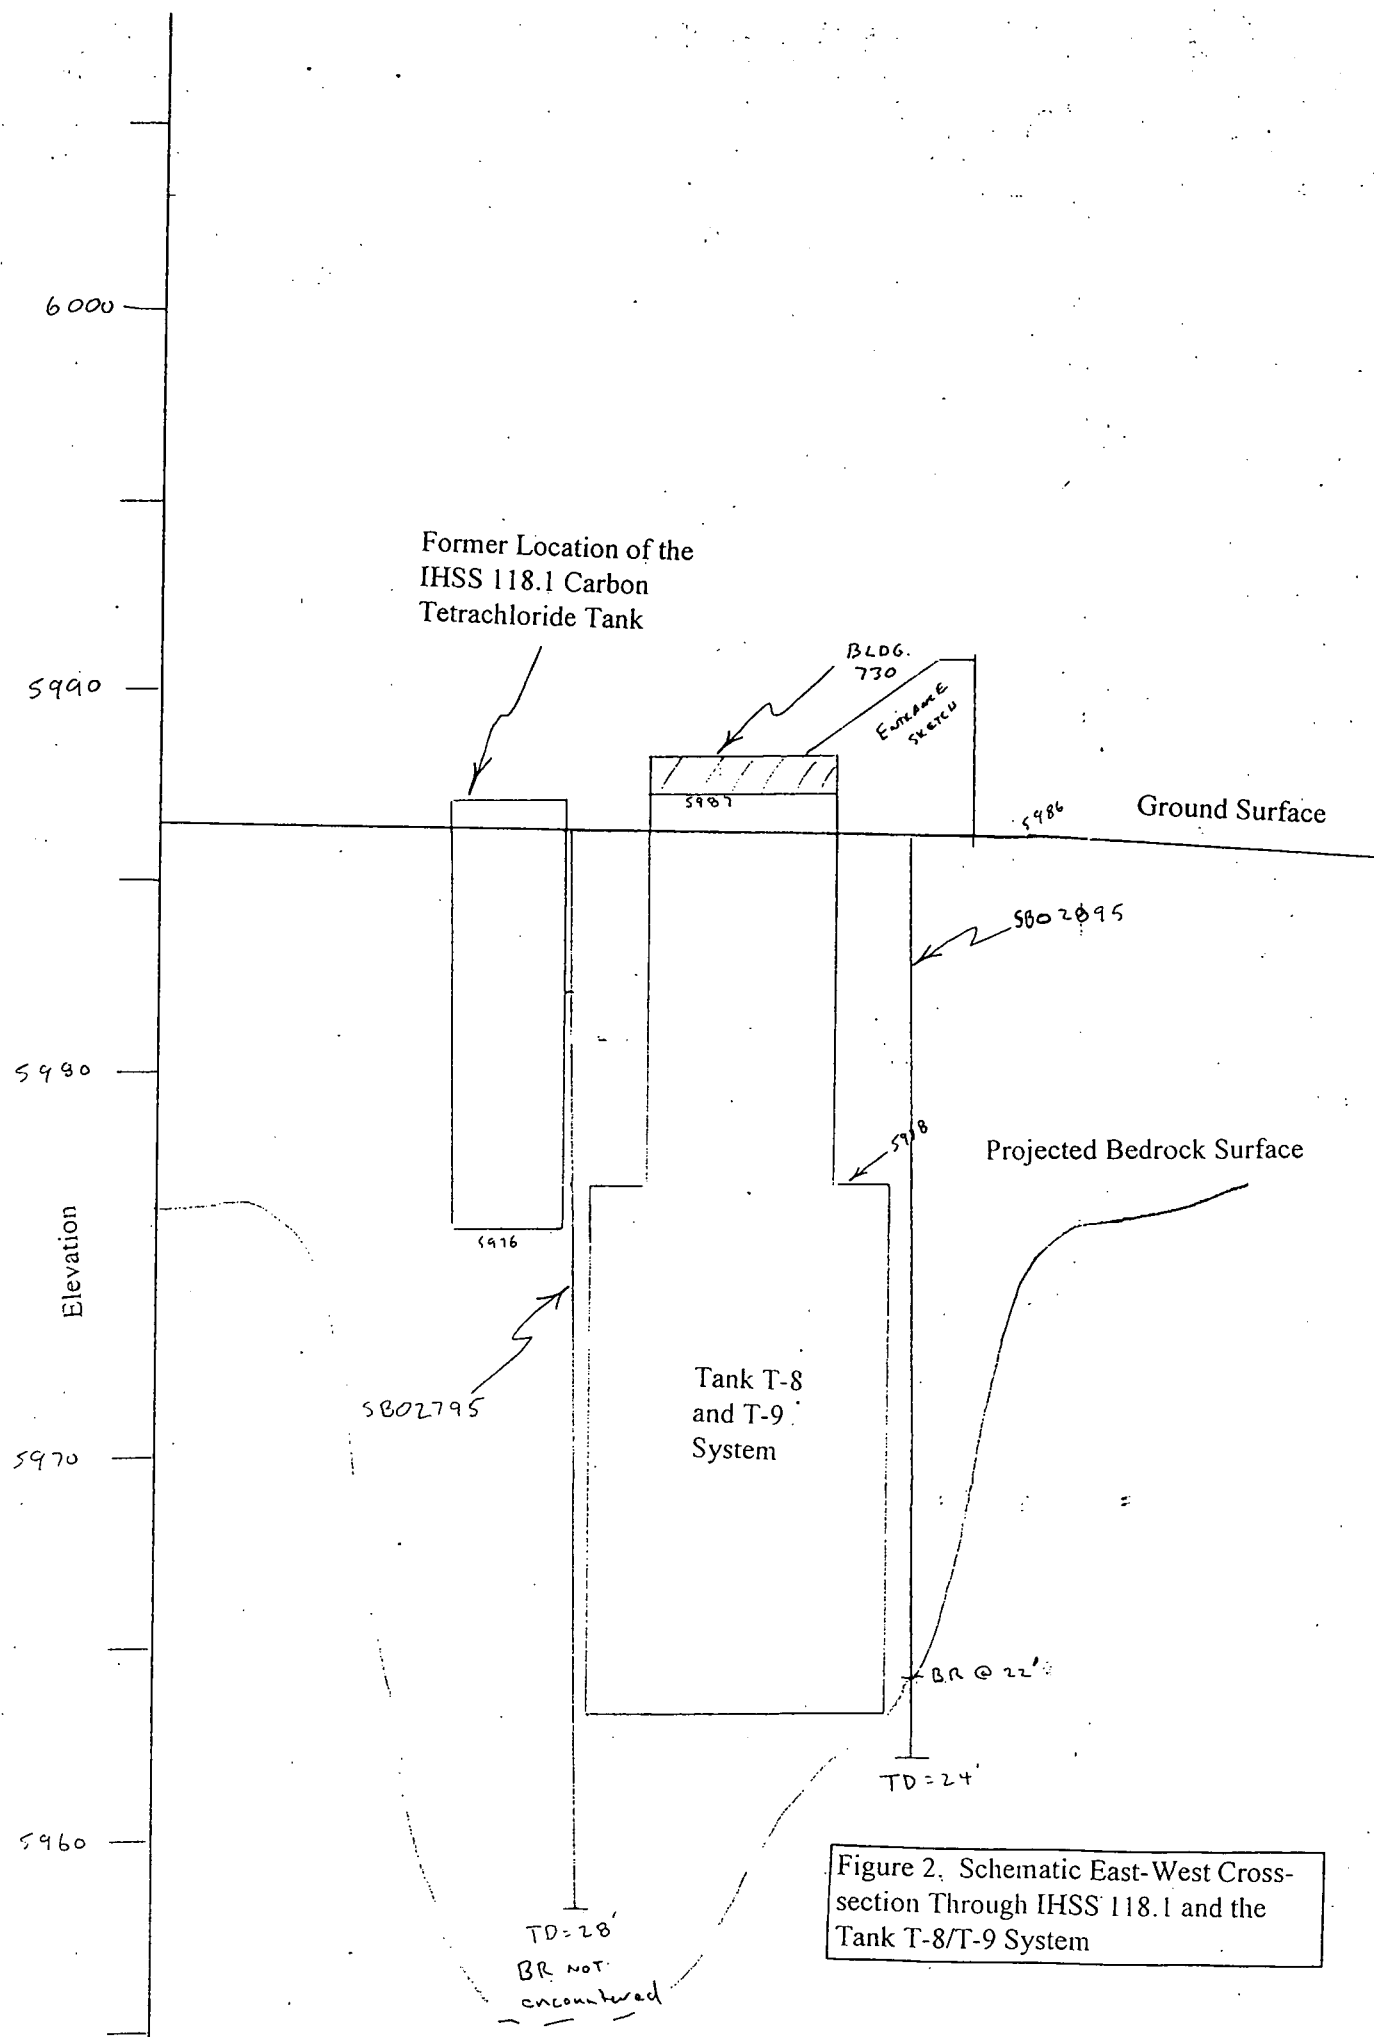 6000
Former Location of the
IHSS 118.1 Carbon
Tetrachloride Tank
BLDG.
730
5990
ENTRANCE
SKETCH
5987
5986
Ground Surface
SB02895
5980
5978
Projected Bedrock Surface
Elevation
5976
Tank T-8
and T-9
System
SB02795
5970
BR @ 22'
TD=24'
5960
TD=28'
BR NOT
encountered
Figure 2. Schematic East-West Cross-
section Through IHSS 118.1 and the
Tank T-8/T-9 System